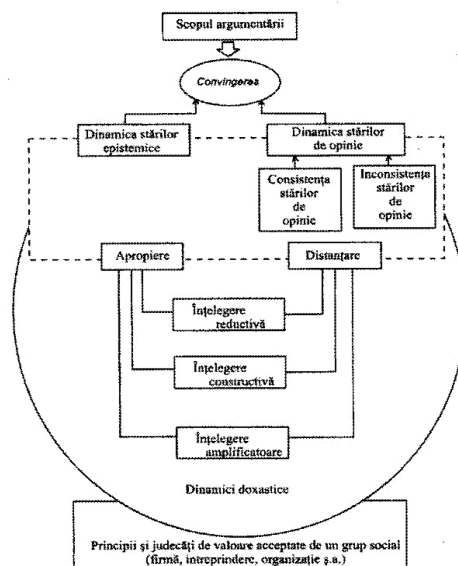 Scopul argumentării
Convingerea
Dinamica stărilor
epistemice
Dinamica stărilor
de opinie
Consistența
stărilor
de
opinie
Inconsistența
stărilor
de
opinie
Apropiere
Distanțare
Înțelegere
reductivă
Înțelegere
constructivă
Înțelegere
amplificatoare
Dinamici doxastice
Principii și judecăți de valoare acceptate de un grup social
(firmă, intreprindere, organizație ș.a.)